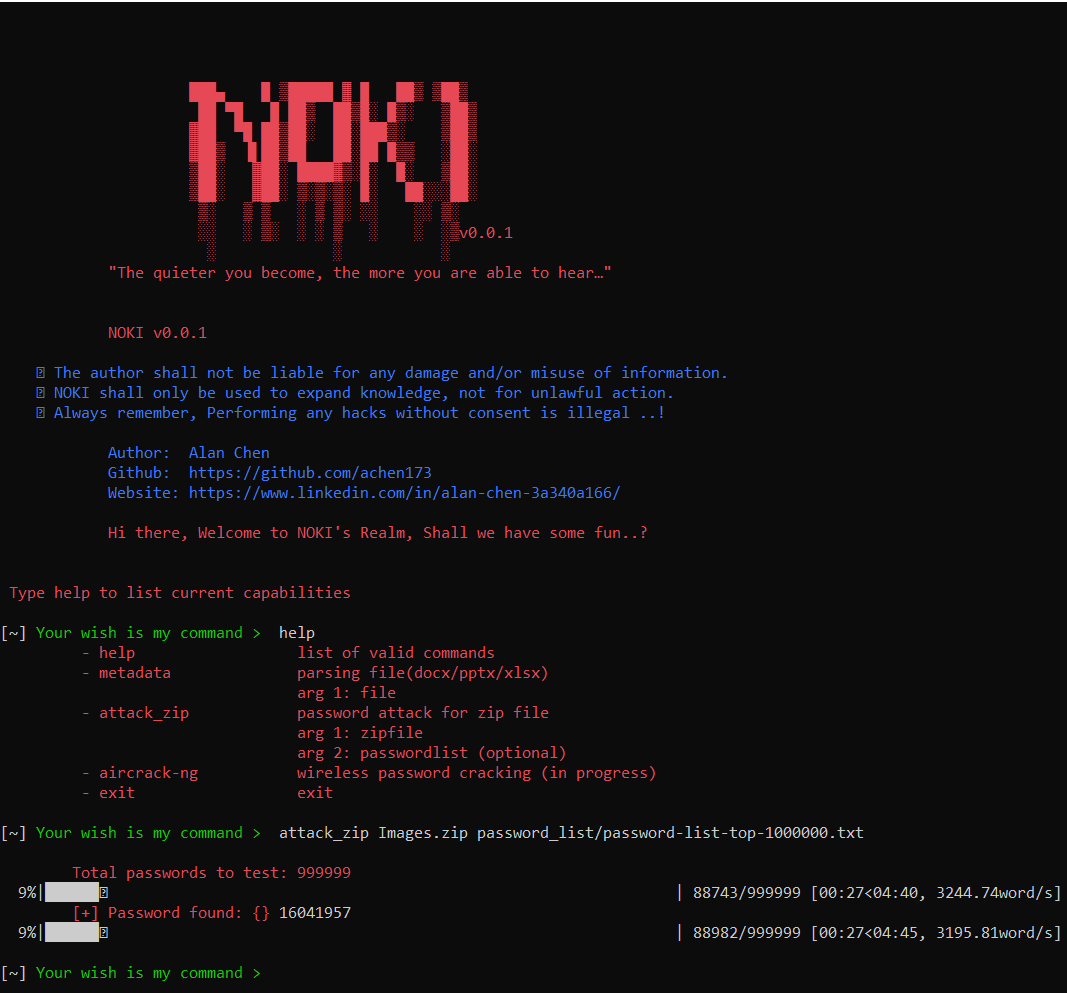 NOKI
v0.0.1
"The quieter you become, the more you are able to hear…"
NOKI v0.0.1
The author shall not be liable for any damage and/or misuse of information.
NOKI shall only be used to expand knowledge, not for unlawful action.
Always remember, Performing any hacks without consent is illegal ..!
Author: Alan Chen
Github: https://github.com/achen173
Website: https://www.linkedin.com/in/alan-chen-3a340a166/
Hi there, Welcome to NOKI's Realm, Shall we have some fun..?
Type help to list current capabilities
[~] Your wish is my command > help
- help list of valid commands
- metadata parsing file(docx/pptx/xlsx)
arg 1: file
- attack_zip password attack for zip file
arg 1: zipfile
arg 2: passwordlist (optional)
- aircrack-ng wireless password cracking (in progress)
- exit exit
[~] Your wish is my command > attack_zip Images.zip password_list/password-list-top-1000000.txt
Total passwords to test: 999999
9%| | 88743/999999 [00:27<04:40, 3244.74word/s]
[+] Password found: {} 16041957
9%| | 88982/999999 [00:27<04:45, 3195.81word/s]
[~] Your wish is my command >